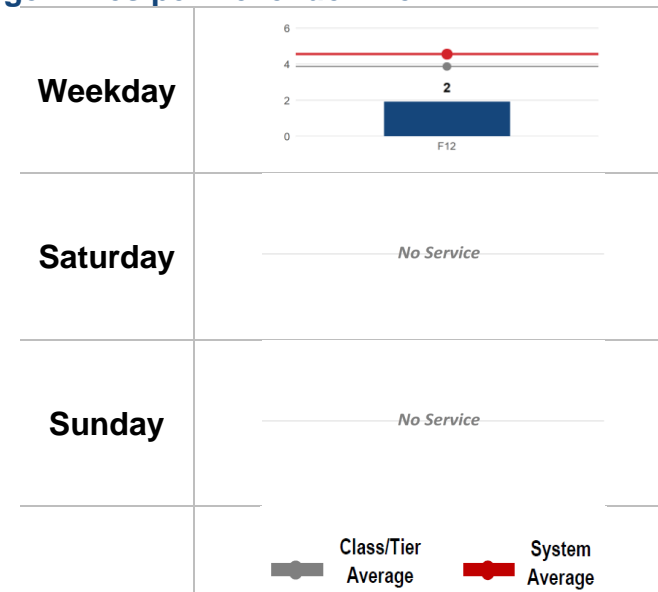 Weekday
6
4
2
2
0
F12
Saturday
No Service
Sunday
No Service
Class/Tier
Average
System
Average